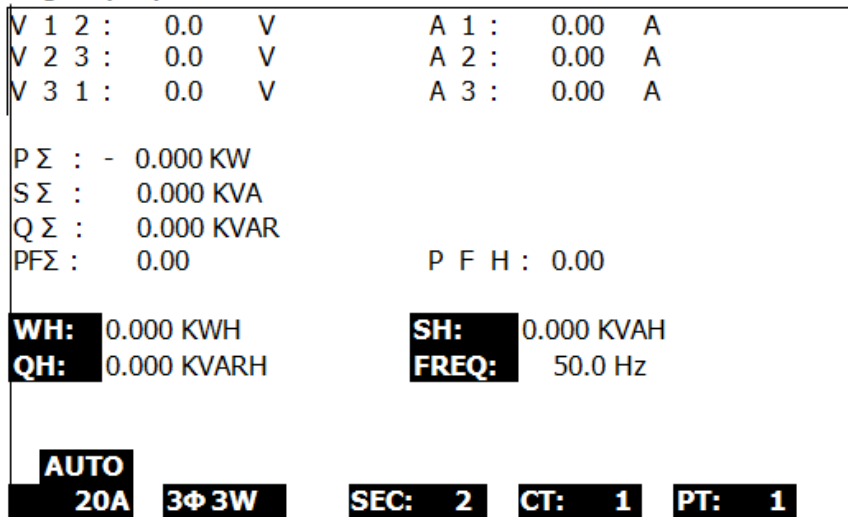 V 1 2 : 0.0 V A 1 : 0.00 A
V 2 3 : 0.0 V A 2 : 0.00 A
V 3 1 : 0.0 V A 3 : 0.00 A
P Σ : - 0.000 KW
S Σ : 0.000 KVA
Q Σ : 0.000 KVAR
PFΣ : 0.00 P F H : 0.00
WH: 0.000 KWH SH: 0.000 KVAH
QH: 0.000 KVARH FREQ: 50.0 Hz
AUTO
20A 3Φ 3W SEC: 2 CT: 1 PT: 1